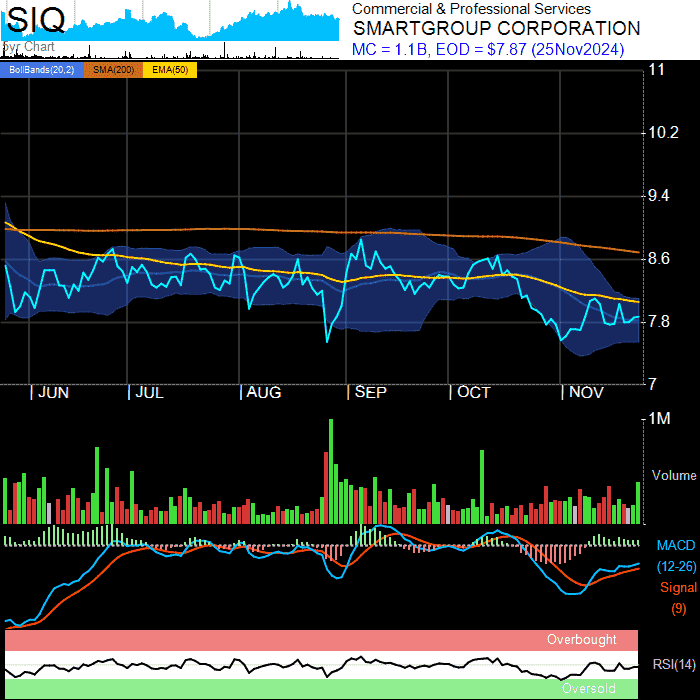 SIQ
5yr Chart
Commercial & Professional Services
SMARTGROUP CORPORATION
MC = 1.1B, EOD = $7.87 (25Nov2024)
BollBands(20,2) SMA(200) EMA(50)
11
10.2
9.4
8.6
7.8
7
JUN JUL AUG SEP OCT NOV
1M
Volume
MACD
(12-26)
Signal
(9)
Overbought
RSI(14)
Oversold